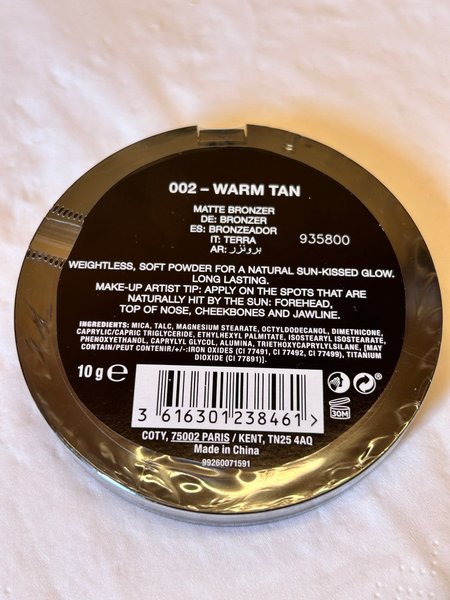 002 – WARM TAN
MATTE BRONZER
DE: BRONZER
ES: BRONZEADOR
IT: TERRA
AR: برونزر
935800
WEIGHTLESS, SOFT POWDER FOR A NATURAL SUN-KISSED GLOW.
LONG LASTING.
MAKE-UP ARTIST TIP: APPLY ON THE SPOTS THAT ARE
NATURALLY HIT BY THE SUN: FOREHEAD,
TOP OF NOSE, CHEEKBONES AND JAWLINE.
INGREDIENTS: MICA, TALC, MAGNESIUM STEARATE, OCTYLDODECANOL, DIMETHICONE,
CAPRYLIC/CAPRIC TRIGLYCERIDE, ETHYLHEXYL PALMITATE, ISOSTEARYL ISOSTEARATE,
PHENOXYETHANOL, CAPRYLYL GLYCOL, ALUMINA, TRIETHOXYCAPRYLYLSILANE, [MAY
CONTAIN/PEUT CONTENIR/+/-:IRON OXIDES (CI 77491, CI 77492, CI 77499), TITANIUM
DIOXIDE (CI 77891)].
10 g ℮
3 616301 238461 >
30M
COTY, 75002 PARIS / KENT, TN25 4AQ
Made in China
99260071591